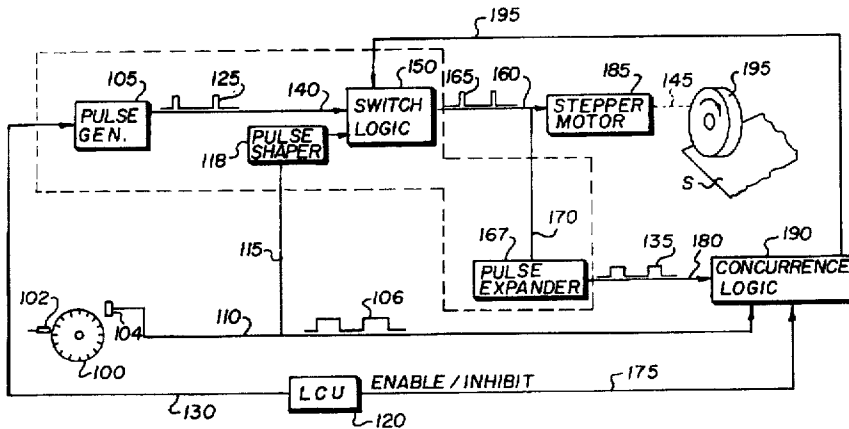 195
105
125
140
150
165
160
185
145
195
PULSE
GEN.
SWITCH
LOGIC
STEPPER
MOTOR
118
PULSE
SHAPER
S
115
170
167
135
180
190
PULSE
EXPANDER
CONCURRENCE
LOGIC
102
104
106
110
100
LCU
ENABLE / INHIBIT
175
130
120